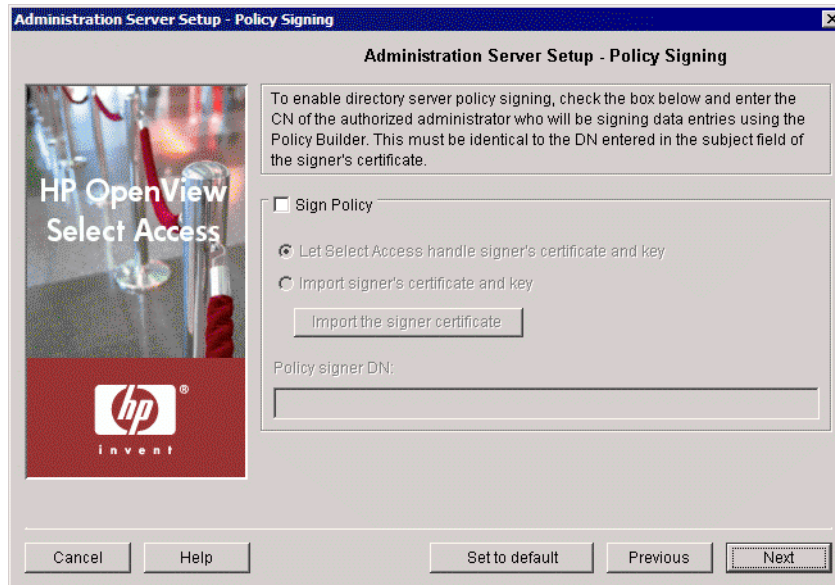 Administration Server Setup - Policy Signing
Administration Server Setup - Policy Signing
To enable directory server policy signing, check the box below and enter the
CN of the authorized administrator who will be signing data entries using the
Policy Builder. This must be identical to the DN entered in the subject field of
the signer's certificate.
HP OpenView
Select Access
Sign Policy
Let Select Access handle signer's certificate and key
Import signer's certificate and key
Import the signer certificate
Policy signer DN:
hp
®
invent
Cancel
Help
Set to default
Previous
Next